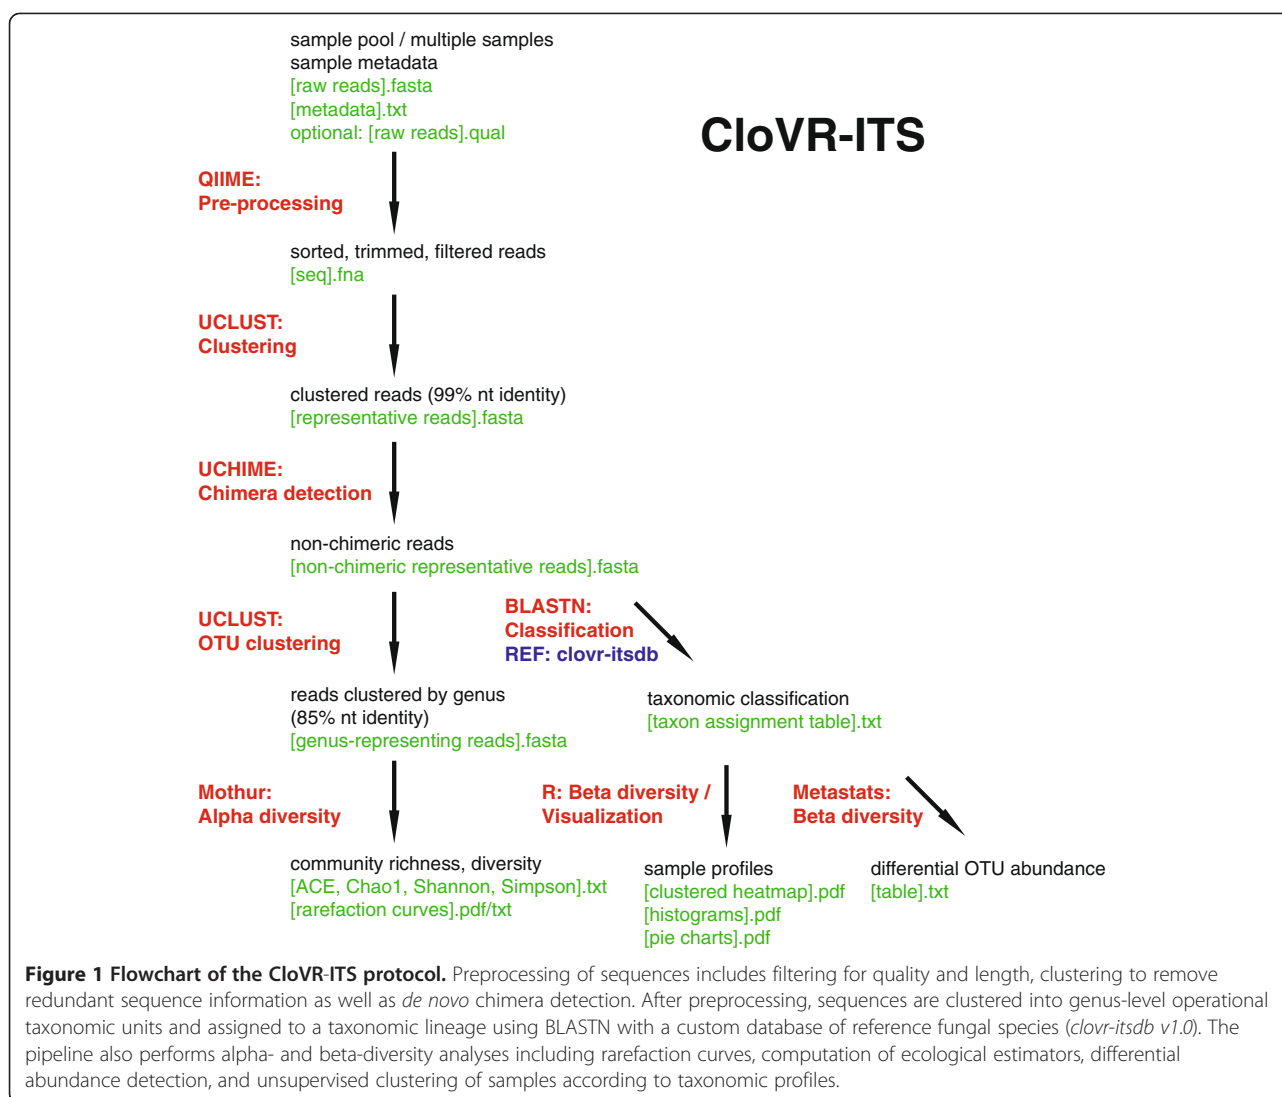 sample pool / multiple samples
sample metadata
[raw reads].fasta
[metadata].txt
optional: [raw reads].qual
CloVR-ITS
QIIME:
Pre-processing
sorted, trimmed, filtered reads
[seq].fna
UCLUST:
Clustering
clustered reads (99% nt identity)
[representative reads].fasta
UCHIME:
Chimera detection
non-chimeric reads
[non-chimeric representative reads].fasta
UCLUST:
OTU clustering
BLASTN:
Classification
REF: clovr-itsdb
reads clustered by genus
(85% nt identity)
[genus-representing reads].fasta
taxonomic classification
[taxon assignment table].txt
Mothur:
Alpha diversity
R: Beta diversity /
Visualization
Metastats:
Beta diversity
community richness, diversity
[ACE, Chao1, Shannon, Simpson].txt
[rarefaction curves].pdf/txt
sample profiles
[clustered heatmap].pdf
[histograms].pdf
[pie charts].pdf
differential OTU abundance
[table].txt
Figure 1 Flowchart of the CloVR-ITS protocol. Preprocessing of sequences includes filtering for quality and length, clustering to remove
redundant sequence information as well as de novo chimera detection. After preprocessing, sequences are clustered into genus-level operational
taxonomic units and assigned to a taxonomic lineage using BLASTN with a custom database of reference fungal species (clovr-itsdb v1.0). The
pipeline also performs alpha- and beta-diversity analyses including rarefaction curves, computation of ecological estimators, differential
abundance detection, and unsupervised clustering of samples according to taxonomic profiles.